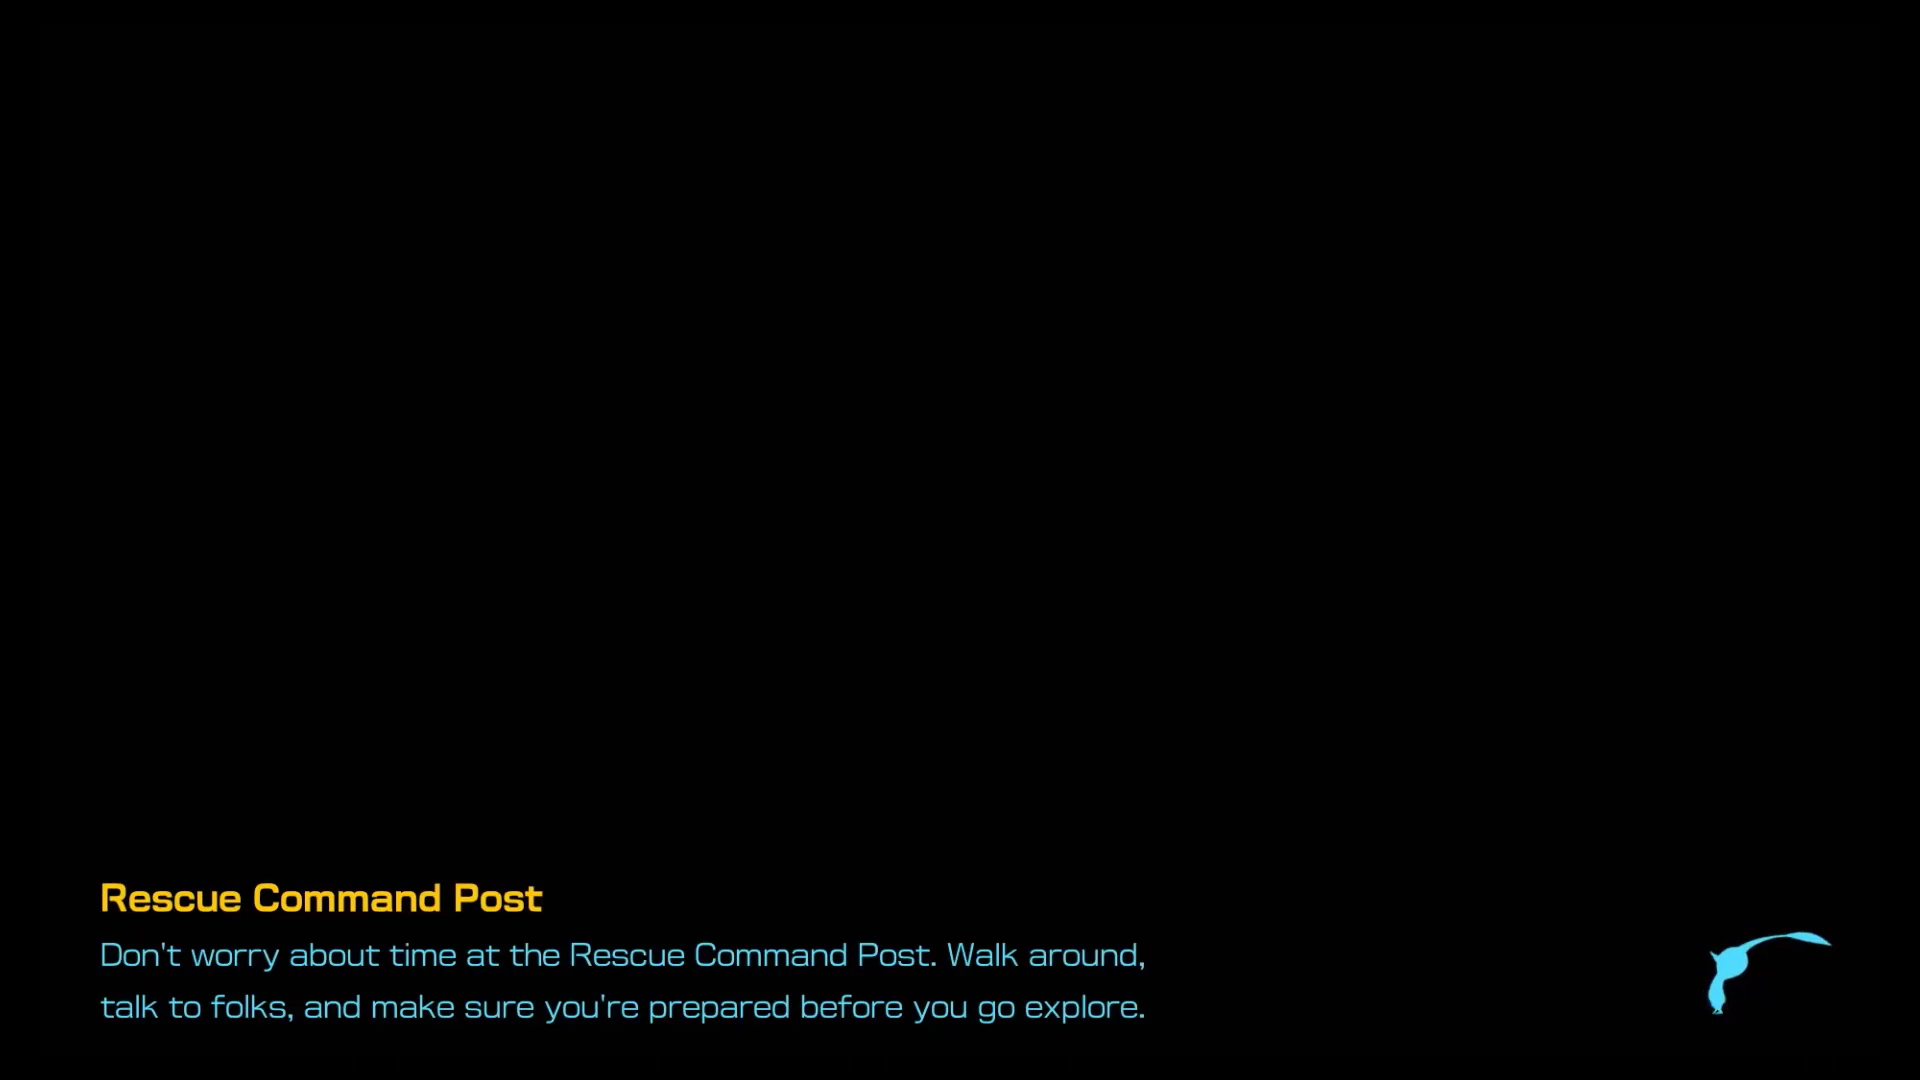 Rescue Command Post
Don't worry about time at the Rescue Command Post. Walk around,
talk to folks, and make sure you're prepared before you go explore.